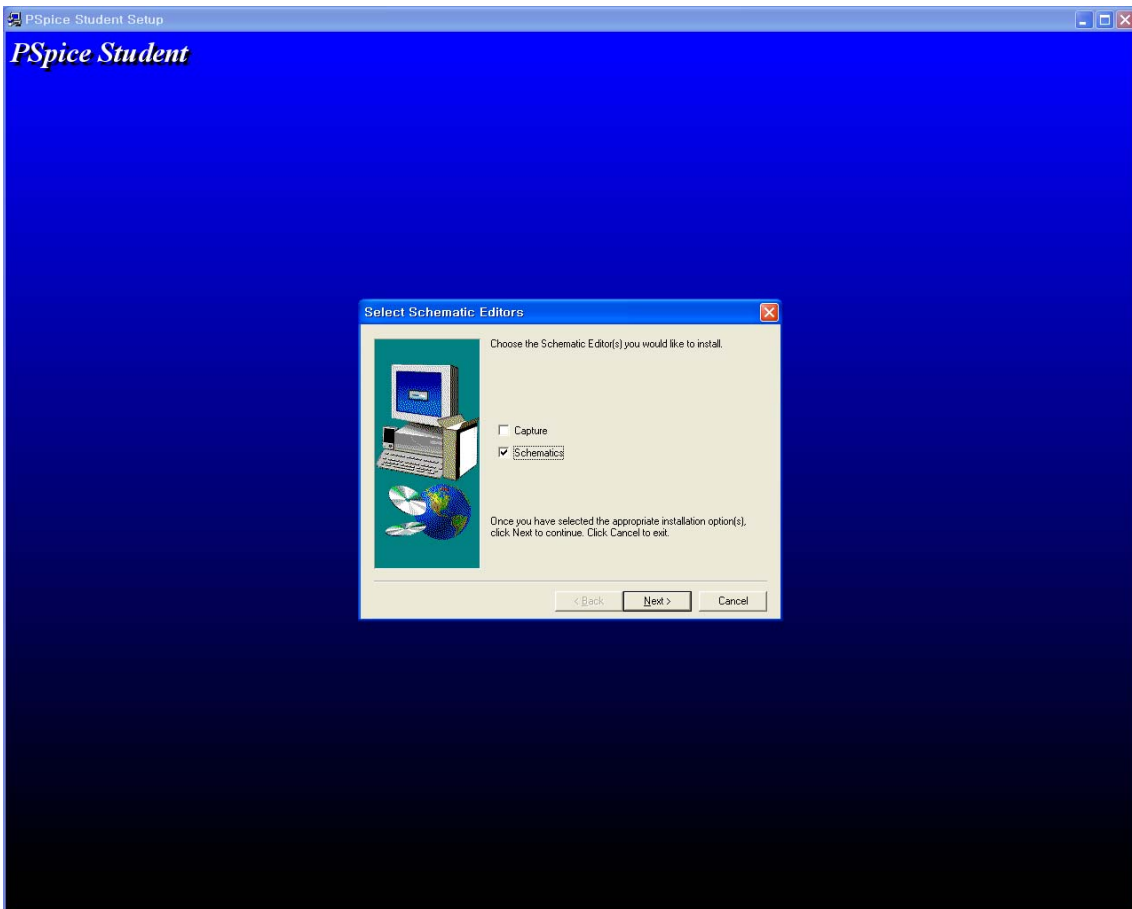 PSpice Student Setup
PSpice Student
Select Schematic Editors
Choose the Schematic Editor(s) you would like to install.
Capture
Schematics
Once you have selected the appropriate installation option(s),
click Next to continue. Click Cancel to exit.
< Back
Next >
Cancel